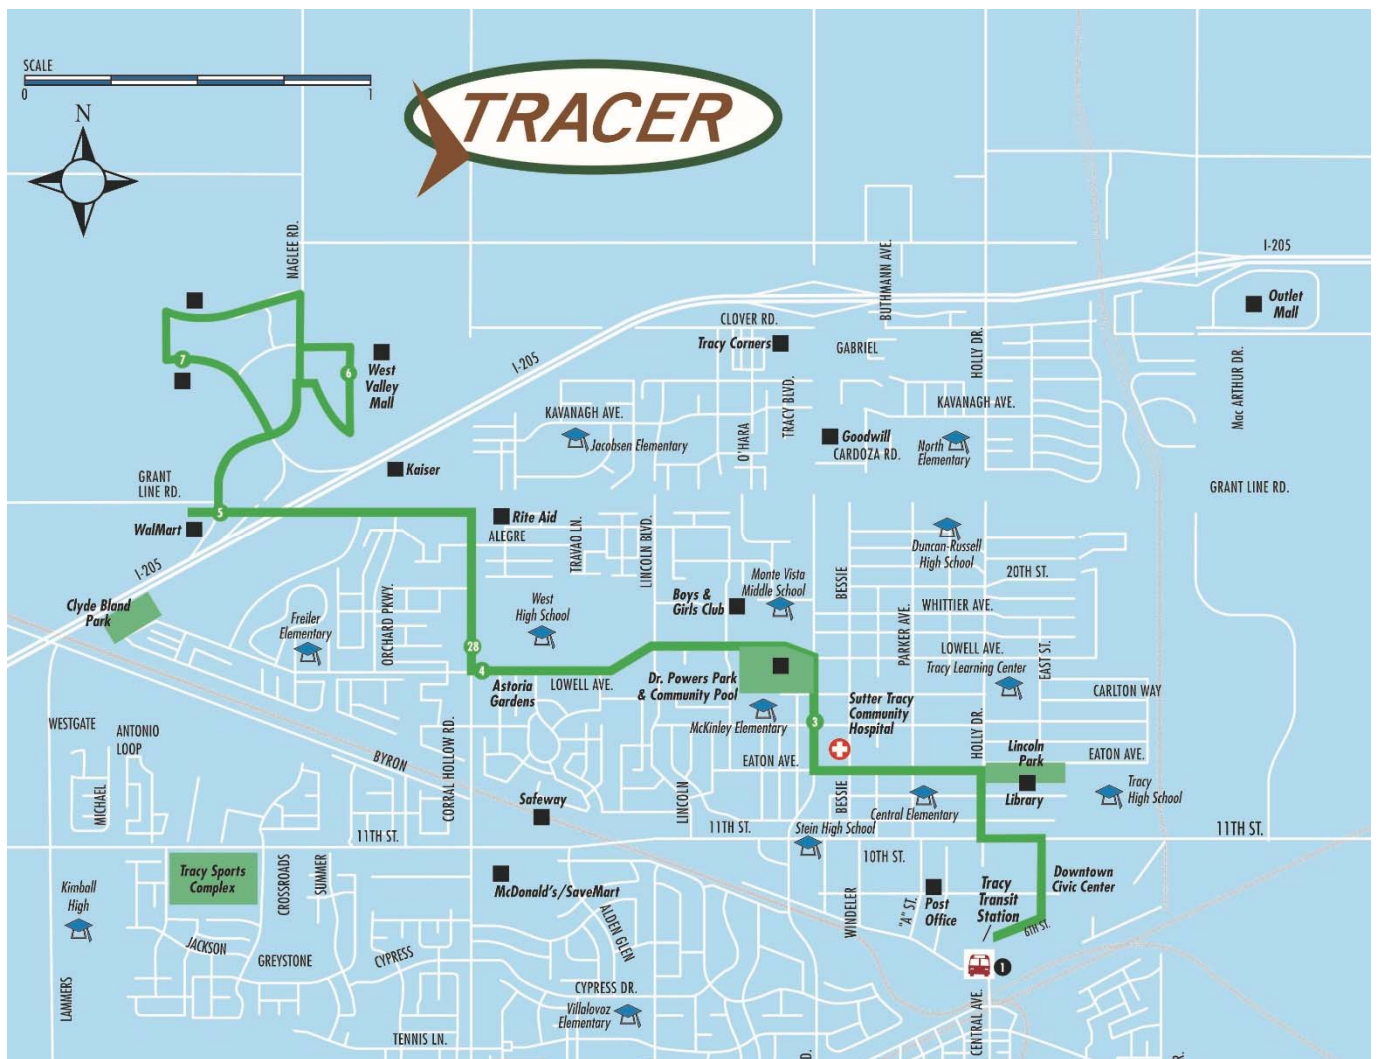 SCALE
0
1
N
TRACER
NAGLEE RD.
I-205
BUTHMANN AVE.
Outlet
Mall
CLOVER RD.
Tracy Corners
GABRIEL
HOLLY DR.
7
6
West
Valley
Mall
I-205
TRACY BLVD.
Mac ARTHUR DR.
KAVANAGH AVE.
KAVANAGH AVE.
Jacobsen Elementary
O'HARA
Goodwill
CARDOZA RD.
North
Elementary
Kaiser
GRANT
LINE RD.
GRANT LINE RD.
5
WalMart
Rite Aid
ALEGRE
TRAVAO LN.
LINCOLN BLVD.
Duncan-Russell
High School
20TH ST.
I-205
Clyde Bland
Park
Freiler
Elementary
ORCHARD PKWY.
West
High School
Boys &
Girls Club
Monte Vista
Middle School
BESSIE
WHITTIER AVE.
PARKER AVE.
LOWELL AVE.
EAST ST.
Tracy Learning Center
28
4
Astoria
Gardens
LOWELL AVE.
Dr. Powers Park
& Community Pool
Sutter Tracy
Community
Hospital
CARLTON WAY
McKinley Elementary
3
HOLLY DR.
WESTGATE
ANTONIO
LOOP
BYRON
CORRAL HOLLOW RD.
EATON AVE.
Lincoln
Park
EATON AVE.
MICHAEL
Safeway
LINCOLN
BESSIE
Central Elementary
Library
Tracy
High School
11TH ST.
11TH ST.
Stein High School
11TH ST.
10TH ST.
Tracy Sports
Complex
CROSSROADS
SUMMER
McDonald's/SaveMart
Downtown
Civic Center
Kimball
High
WINDELER
"A" ST.
Post
Office
Tracy
Transit
Station
6TH ST.
ALDEN GLEN
JACKSON
GREYSTONE
CYPRESS
1
LAMMERS
CYPRESS DR.
Villalovoz
Elementary
CENTRAL AVE.
TENNIS LN.
D.
R.